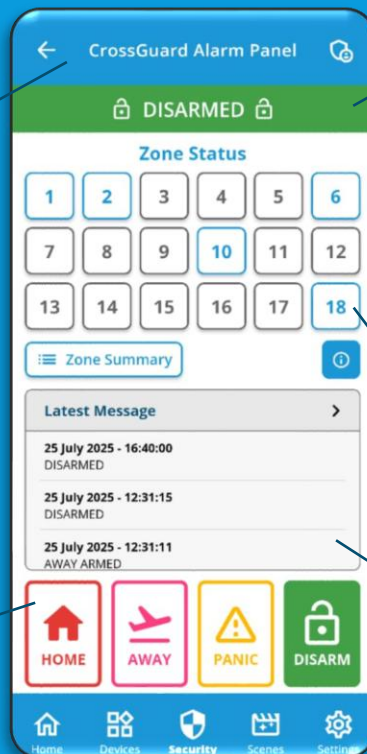 CrossGuard Alarm Panel
DISARMED
Zone Status
1 2 3 4 5 6
7 8 9 10 11 12
13 14 15 16 17 18
Zone Summary
Latest Message
25 July 2025 - 16:40:00
DISARMED
25 July 2025 - 12:31:15
DISARMED
25 July 2025 - 12:31:11
AWAY ARMED
HOME AWAY PANIC DISARM
Home Devices Security Scenes Settings